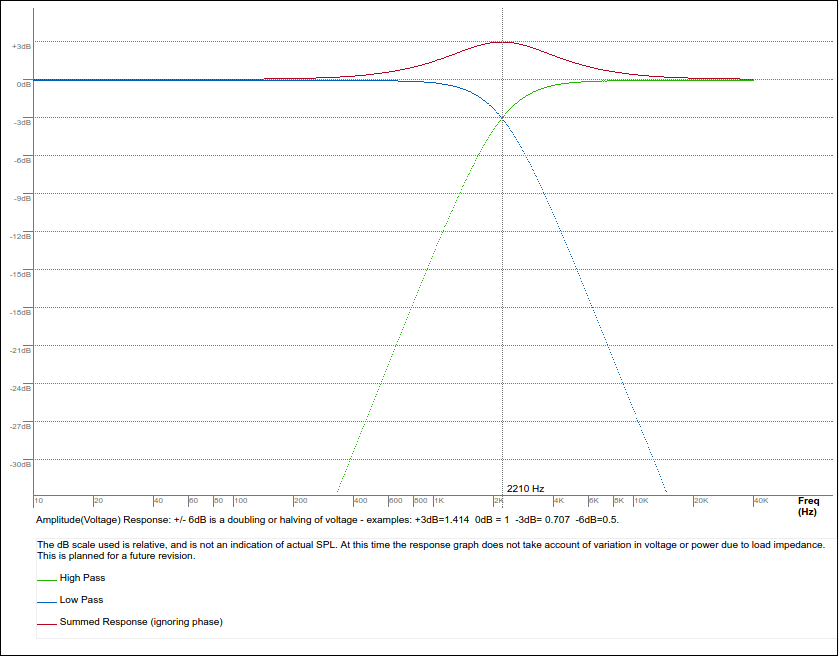 +3dB
0dB
-3dB
-6dB
-9dB
-12dB
-15dB
-18dB
-21dB
-24dB
-27dB
-30dB
2210 Hz
10 20 40 60 80 100 200 400 600 800 1K 2K 4K 6K 8K 10K 20K 40K Freq
(Hz)
Amplitude(Voltage) Response: +/- 6dB is a doubling or halving of voltage - examples: +3dB=1.414 0dB = 1 -3dB= 0.707 -6dB=0.5.
The dB scale used is relative, and is not an indication of actual SPL. At this time the response graph does not take account of variation in voltage or power due to load impedance.
This is planned for a future revision.
High Pass
Low Pass
Summed Response (ignoring phase)